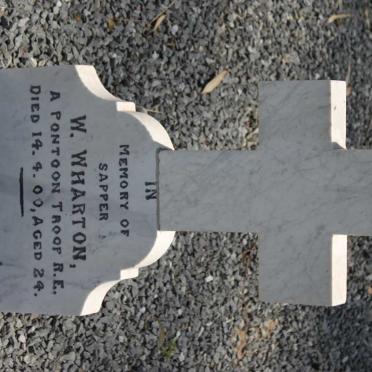 IN
MEMORY OF
SAPPER
W. WHARTON,
A PONTOON TROOP R.E.
DIED 14. 4. 00, AGED 24.